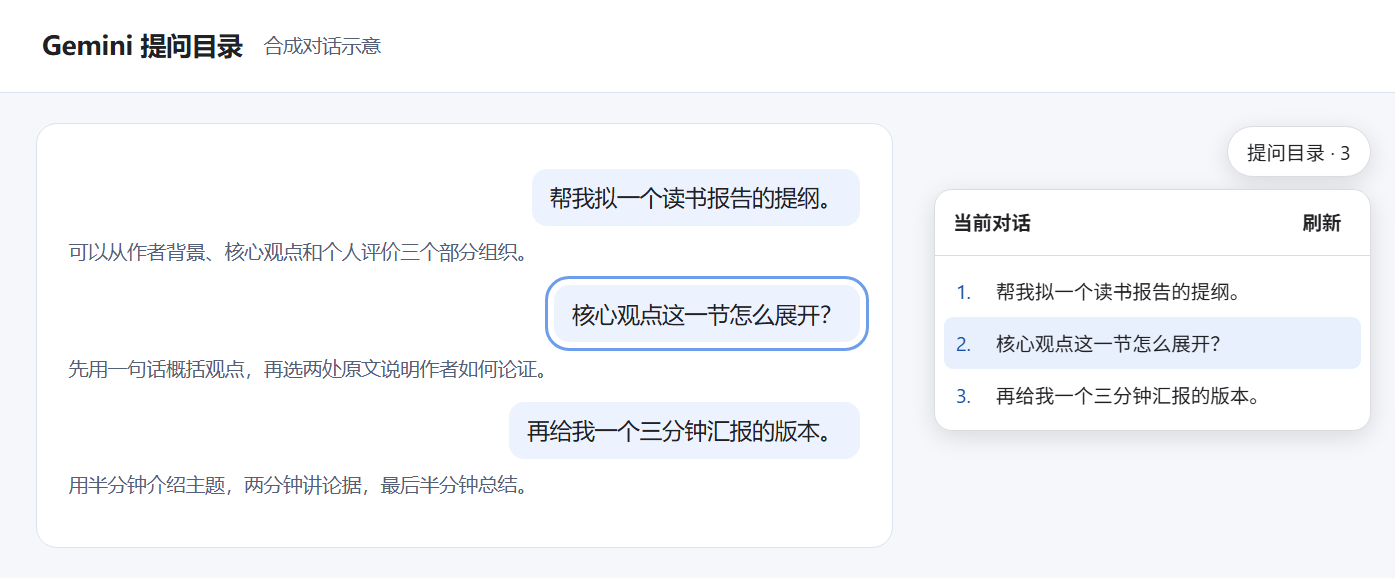 Gemini 提问目录 合成对话示意
帮我拟一个读书报告的提纲。
可以从作者背景、核心观点和个人评价三个部分组织。
核心观点这一节怎么展开？
先用一句话概括观点，再选两处原文说明作者如何论证。
再给我一个三分钟汇报的版本。
用半分钟介绍主题，两分钟讲论据，最后半分钟总结。
提问目录 · 3
当前对话 刷新
1. 帮我拟一个读书报告的提纲。
2. 核心观点这一节怎么展开？
3. 再给我一个三分钟汇报的版本。